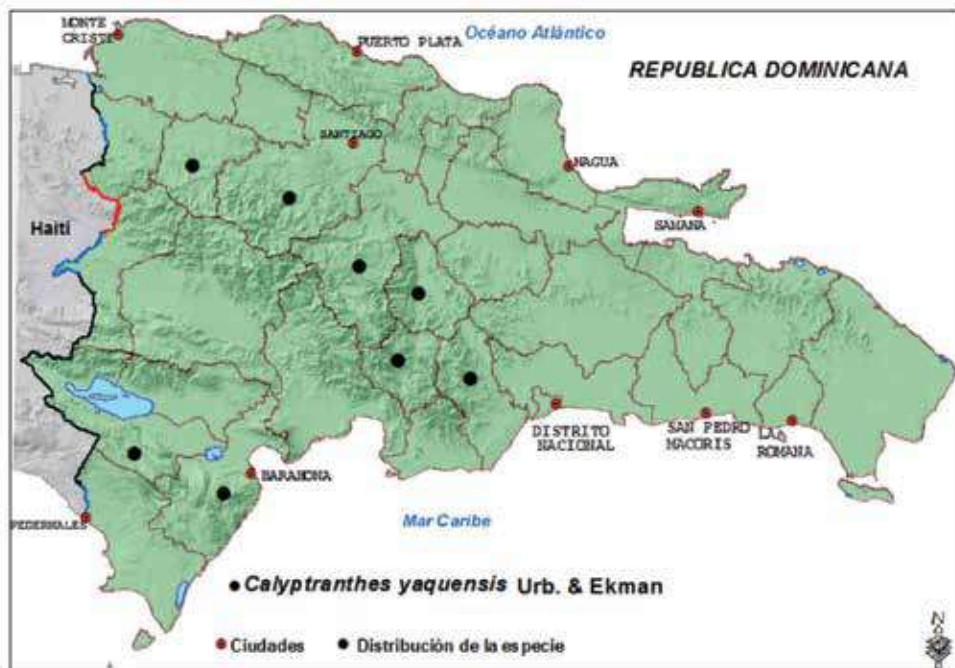 MONTE
CRISTI
PUERTO PLATA
Océano Atlántico
REPUBLICA DOMINICANA
SANTIAGO
NAGUA
SAMANA
Haití
DISTRITO
NACIONAL
SAN PEDRO
MACORIS
LA
ROMANA
BARAHONA
PEDERNALES
Mar Caribe
Calyptranthes yaquensis Urb. & Ekman
Ciudades
Distribución de la especie
N